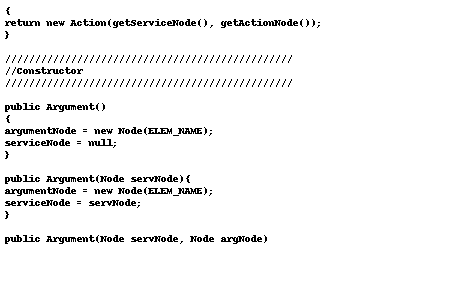 {
return new Action(getServiceNode(), getActionNode());
}
////////////////////////////////////////////////
//Constructor
////////////////////////////////////////////////
public Argument()
{
argumentNode = new Node(ELEM_NAME);
serviceNode = null;
}
public Argument(Node servNode){
argumentNode = new Node(ELEM_NAME);
serviceNode = servNode;
}
public Argument(Node servNode, Node argNode)